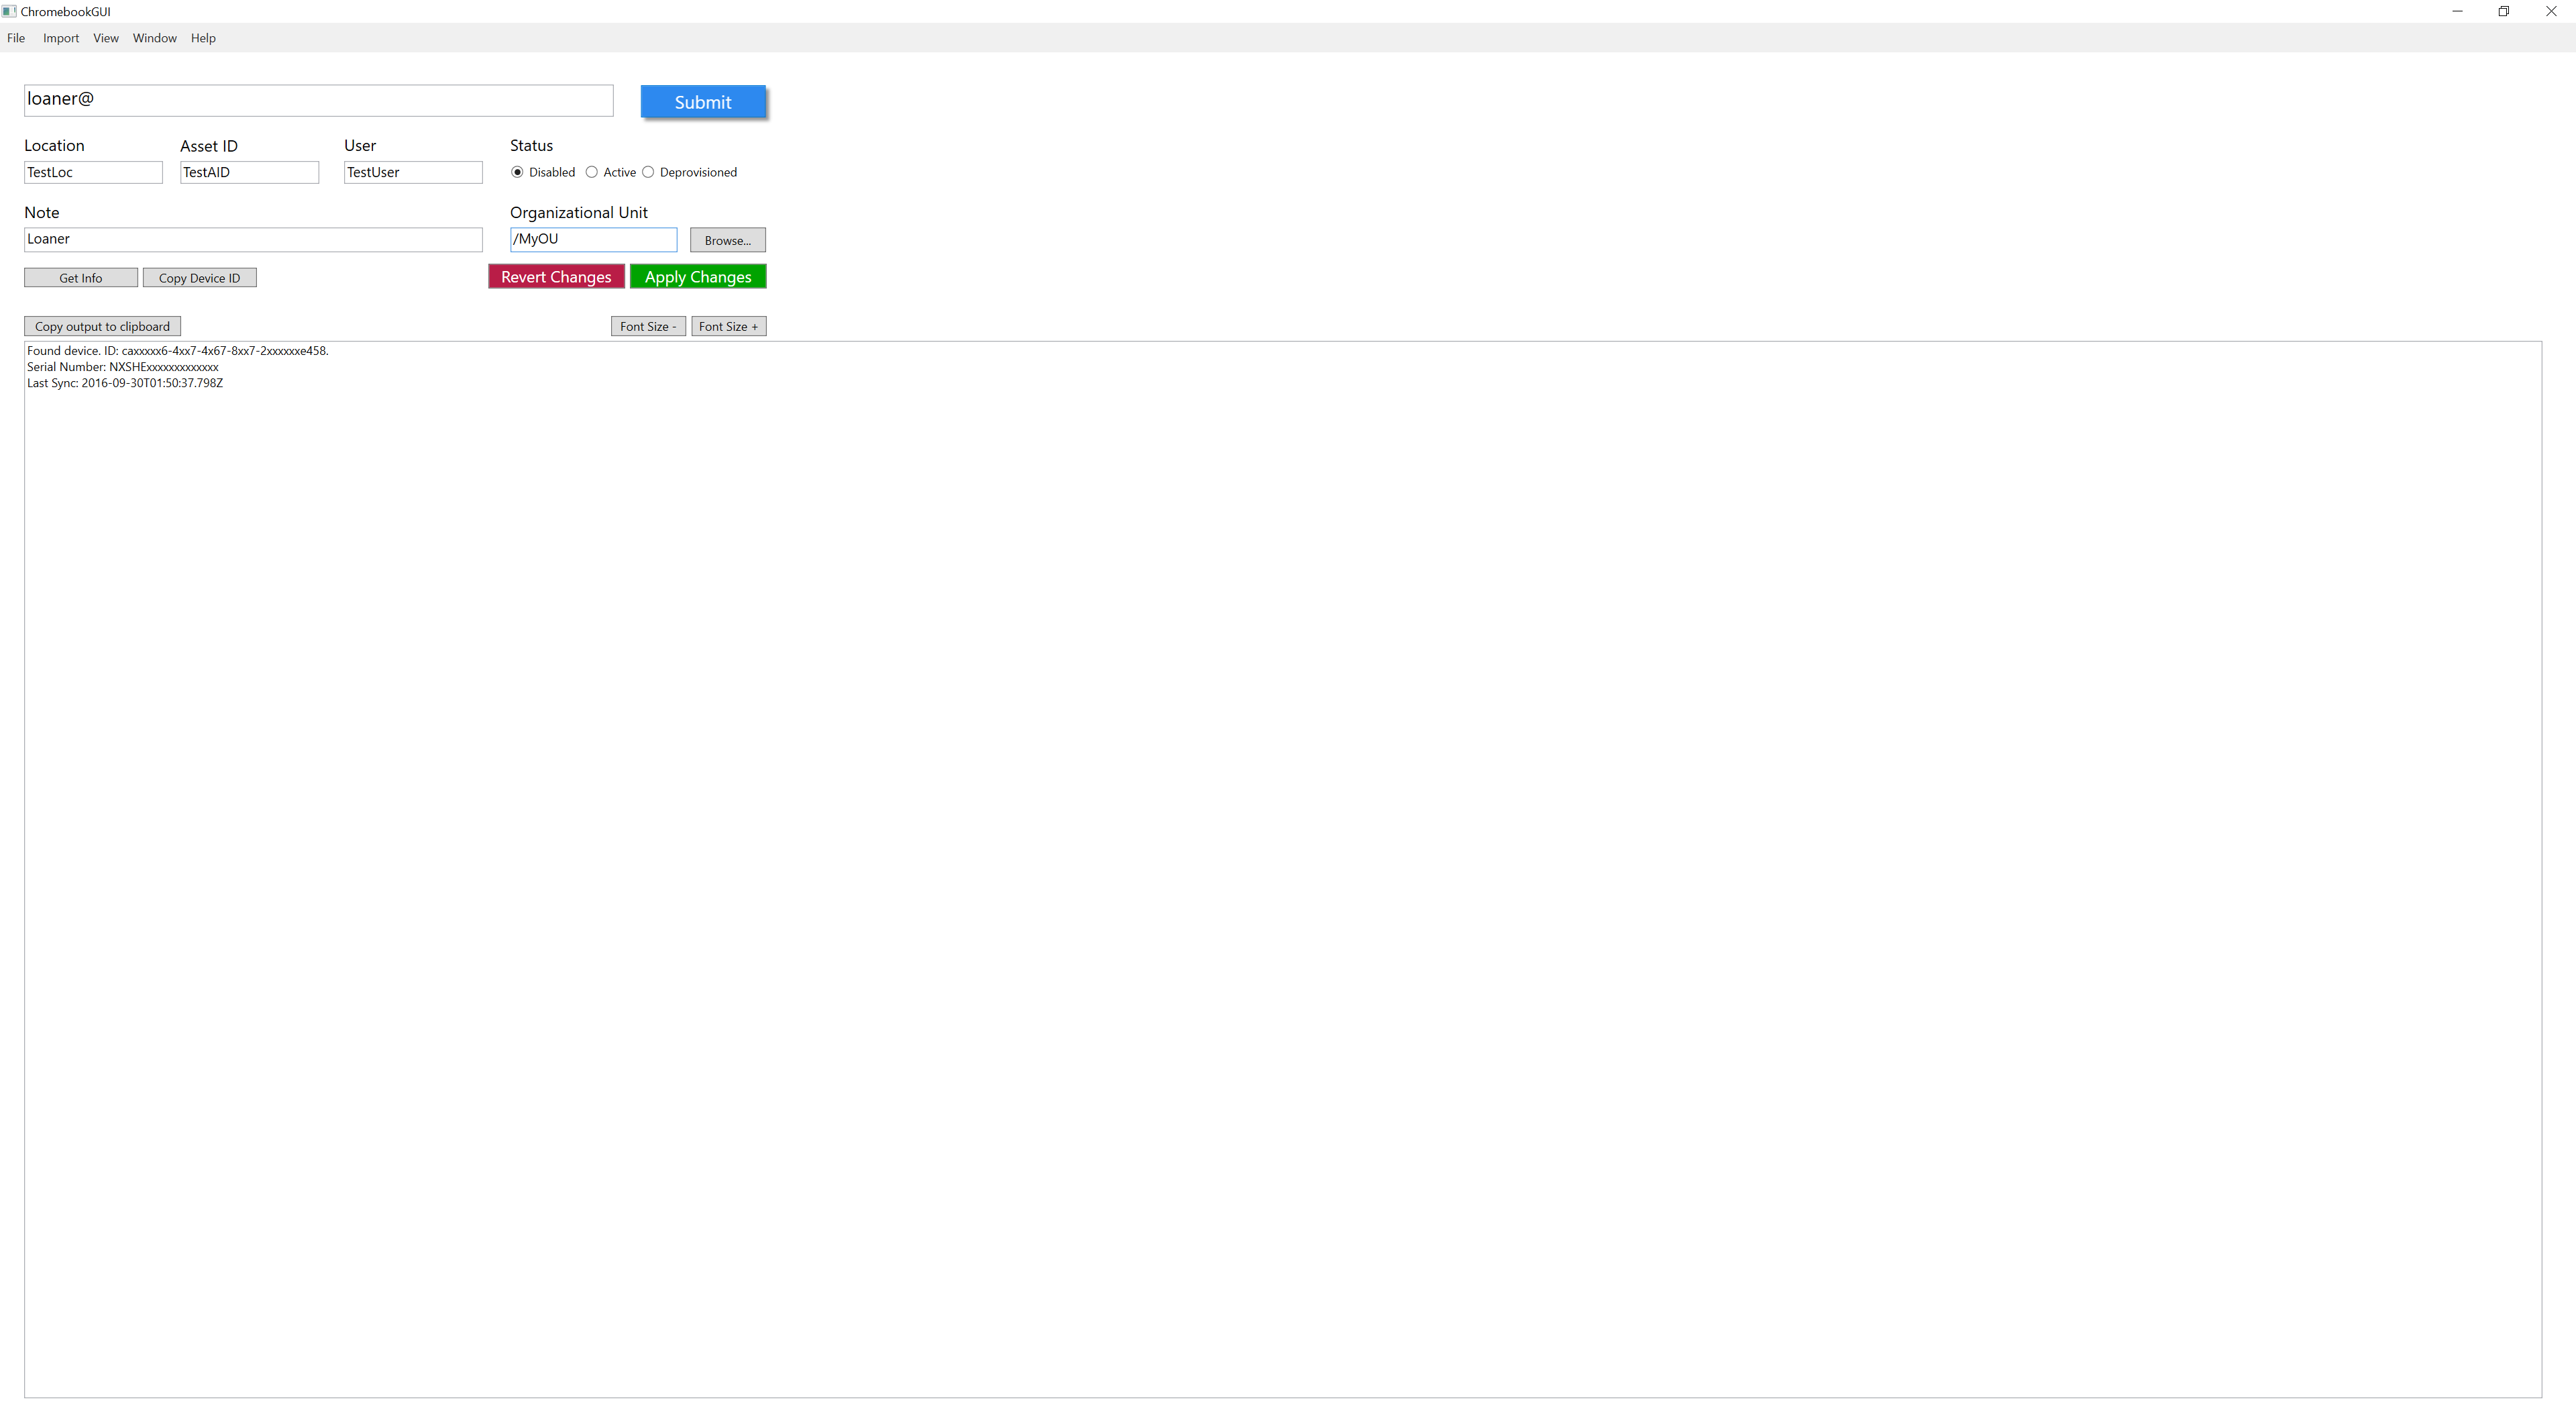 ChromebookGUI
File Import View Window Help
loaner@
Submit
Location Asset ID User Status
TestLoc TestAID TestUser Disabled Active Deprovisioned
Note Organizational Unit
Loaner /MyOU Browse...
Get Info Copy Device ID Revert Changes Apply Changes
Copy output to clipboard Font Size - Font Size +
Found device. ID: caxxxxx6-4xx7-4x67-8xx7-2xxxxxxe458.
Serial Number: NXSHExxxxxxxxxxxxx
Last Sync: 2016-09-30T01:50:37.798Z